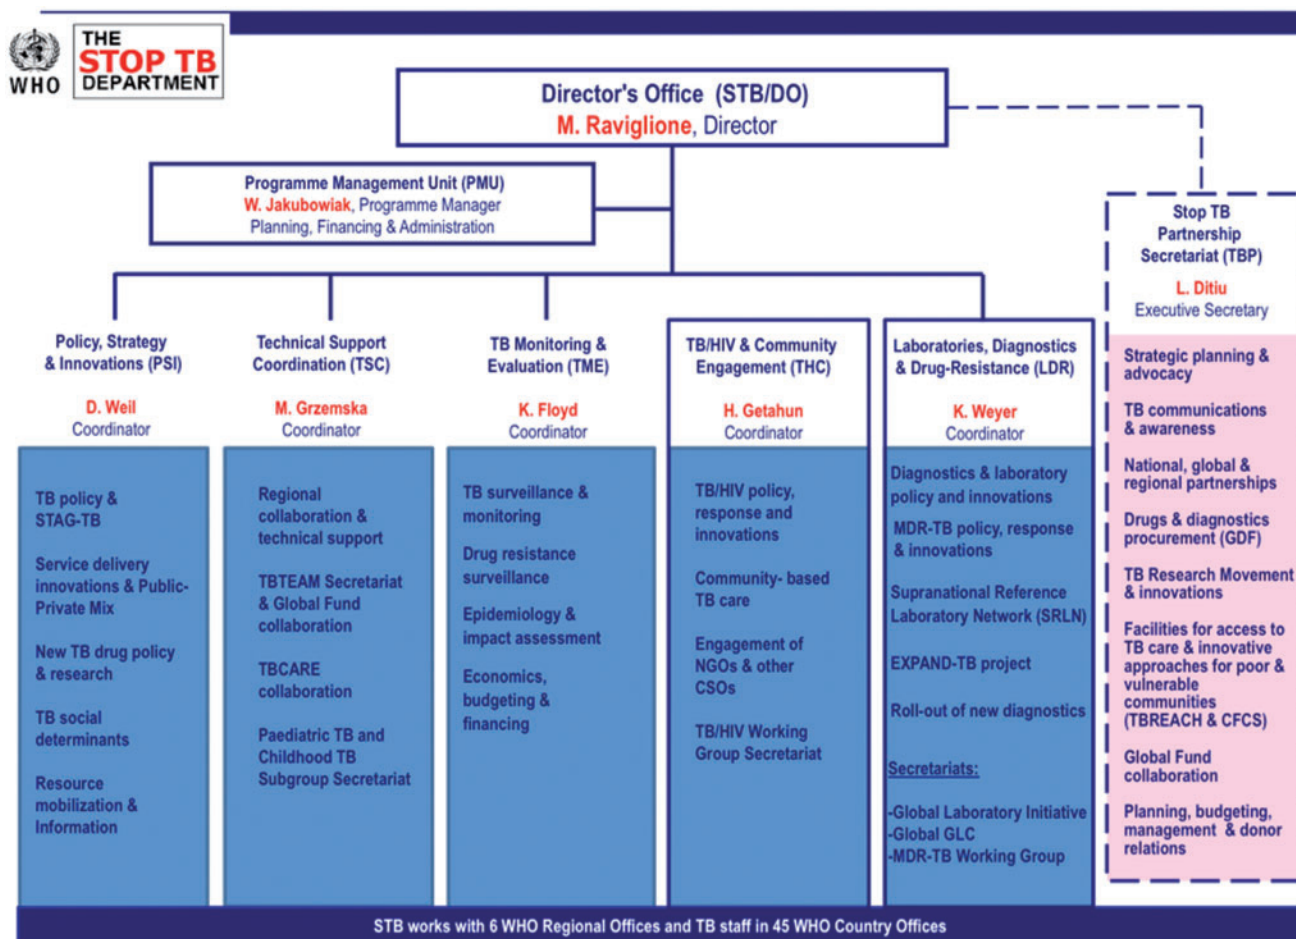 WHO
THE
STOP TB
DEPARTMENT
Director's Office (STB/DO)
M. Raviglione, Director
Programme Management Unit (PMU)
W. Jakubowiak, Programme Manager
Planning, Financing & Administration
Policy, Strategy
& Innovations (PSI)
D. Weil
Coordinator
TB policy &
STAG-TB
Service delivery
innovations & Public-
Private Mix
New TB drug policy
& research
TB social
determinants
Resource
mobilization &
Information
Technical Support
Coordination (TSC)
M. Grzemska
Coordinator
Regional
collaboration &
technical support
TBTEAM Secretariat
& Global Fund
collaboration
TBCARE
collaboration
Paediatric TB and
Childhood TB
Subgroup Secretariat
TB Monitoring &
Evaluation (TME)
K. Floyd
Coordinator
TB surveillance &
monitoring
Drug resistance
surveillance
Epidemiology &
impact assessment
Economics,
budgeting &
financing
TB/HIV & Community
Engagement (THC)
H. Getahun
Coordinator
TB/HIV policy,
response and
innovations
Community- based
TB care
Engagement of
NGOs & other
CSOs
TB/HIV Working
Group Secretariat
Laboratories, Diagnostics
& Drug-Resistance (LDR)
K. Weyer
Coordinator
Diagnostics & laboratory
policy and innovations
MDR-TB policy, response
& innovations
Supranational Reference
Laboratory Network (SRLN)
EXPAND-TB project
Roll-out of new diagnostics
Secretariats:
-Global Laboratory Initiative
-Global GLC
-MDR-TB Working Group
Stop TB
Partnership
Secretariat (TBP)
L. Ditiu
Executive Secretary
Strategic planning &
advocacy
TB communications
& awareness
National, global &
regional partnerships
Drugs & diagnostics
procurement (GDF)
TB Research Movement
& innovations
Facilities for access to
TB care & innovative
approaches for poor &
vulnerable
communities
(TBREACH & CFCS)
Global Fund
collaboration
Planning, budgeting,
management & donor
relations
STB works with 6 WHO Regional Offices and TB staff in 45 WHO Country Offices